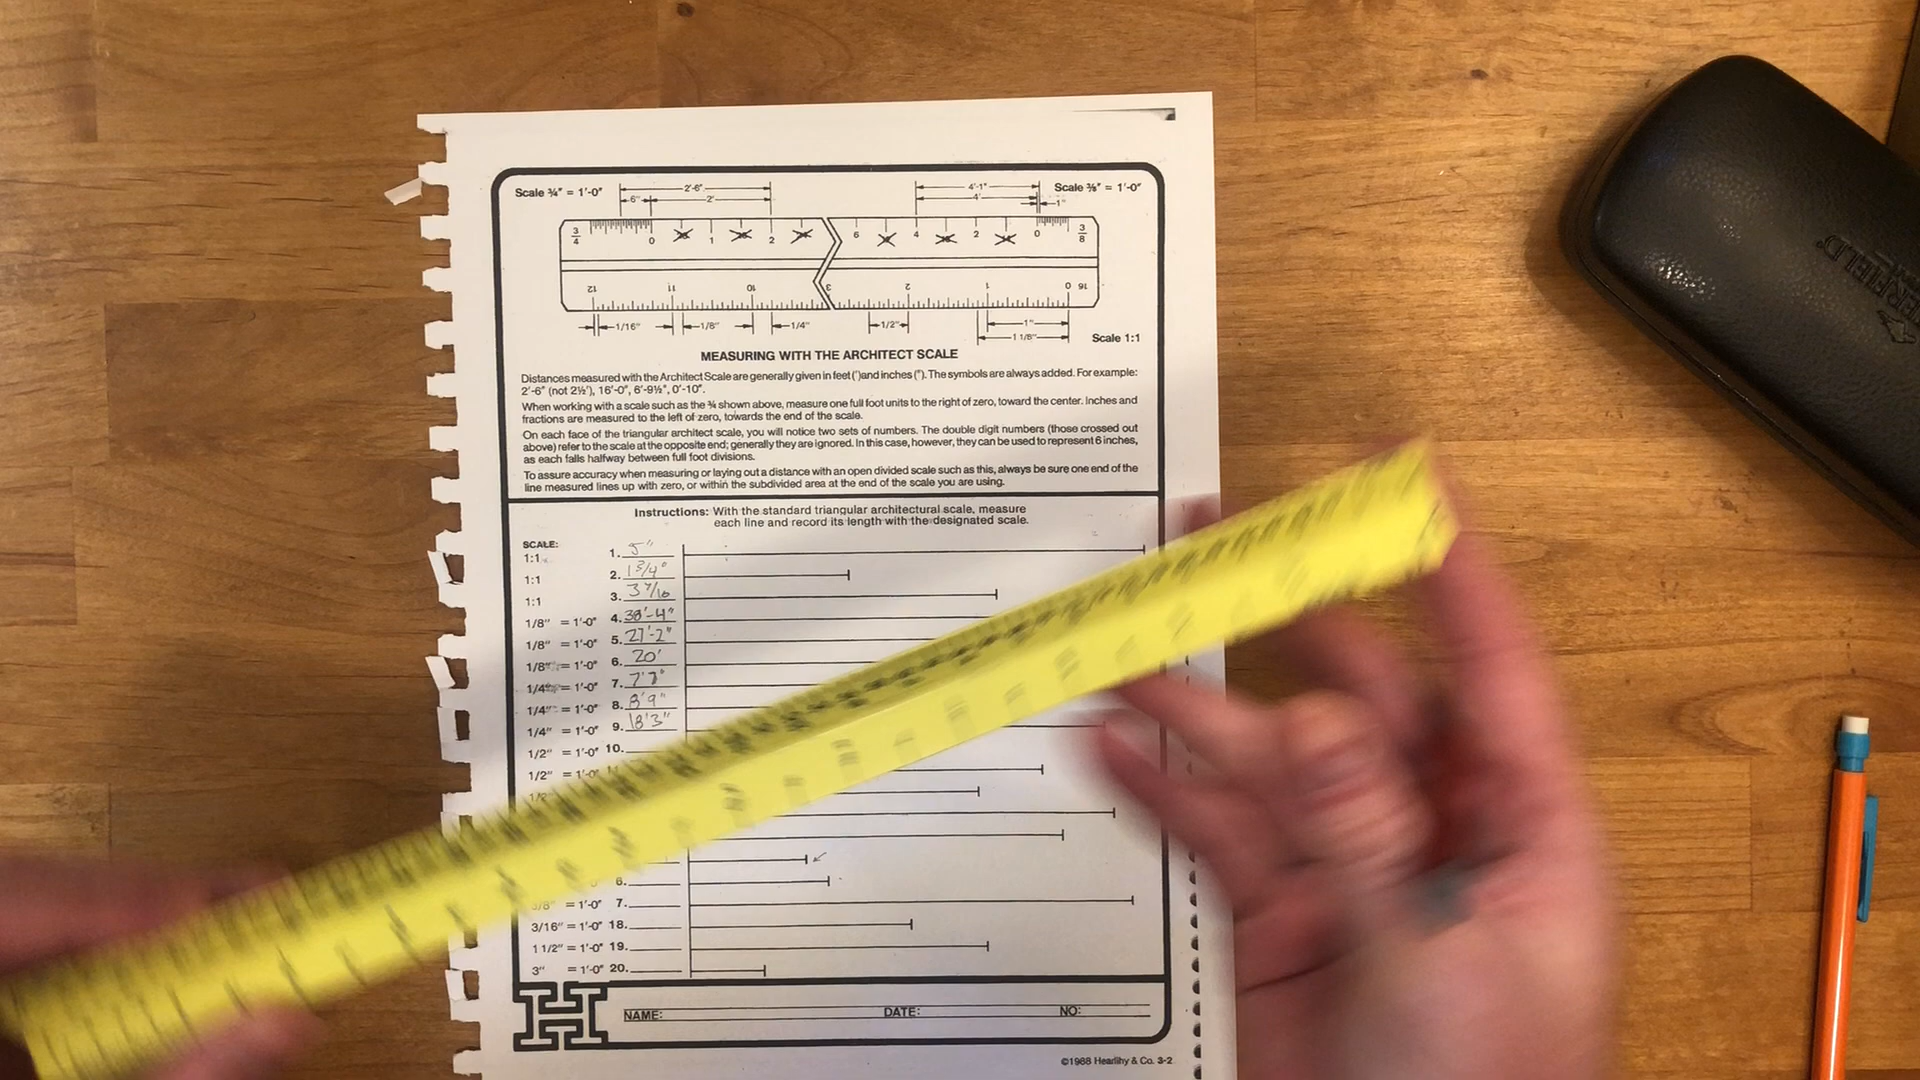 Scale ¾" = 1'-0" 2'-6" 4'-1" Scale ⅜" = 1'-0"
6" 2' 4' 1"
3/4 0 1 2 6 4 2 0 3/8
12 11 10 3 2 1 0 16
1/16" 1/8" 1/4" 1/2" 1"
1 1/8" Scale 1:1
MEASURING WITH THE ARCHITECT SCALE
Distances measured with the Architect Scale are generally given in feet (')and inches ("). The symbols are always added. For example:
2'-6" (not 2½'), 16'-0", 6'-9½", 0'-10".
When working with a scale such as the ¾ shown above, measure one full foot units to the right of zero, toward the center. Inches and
fractions are measured to the left of zero, towards the end of the scale.
On each face of the triangular architect scale, you will notice two sets of numbers. The double digit numbers (those crossed out
above) refer to the scale at the opposite end; generally they are ignored. In this case, however, they can be used to represent 6 inches,
as each falls halfway between full foot divisions.
To assure accuracy when measuring or laying out a distance with an open divided scale such as this, always be sure one end of the
line measured lines up with zero, or within the subdivided area at the end of the scale you are using.
Instructions: With the standard triangular architectural scale, measure
each line and record its length with the designated scale.
SCALE:
1:1 1. 5"
1:1 2. 1 3/4"
1:1 3. 3 7/16
1/8" = 1'-0" 4. 38'-4"
1/8" = 1'-0" 5. 27'-2"
1/8" = 1'-0" 6. 20'
1/4" = 1'-0" 7. 7'7"
1/4" = 1'-0" 8. 8'9"
1/4" = 1'-0" 9. 18'3"
1/2" = 1'-0" 10.
1/2" = 1'-0"
1/2"
6.
3/8" = 1'-0" 7.
3/16" = 1'-0" 18.
1 1/2" = 1'-0" 19.
3" = 1'-0" 20.
NAME: DATE: NO:
©1988 Hearlihy & Co. 3-2